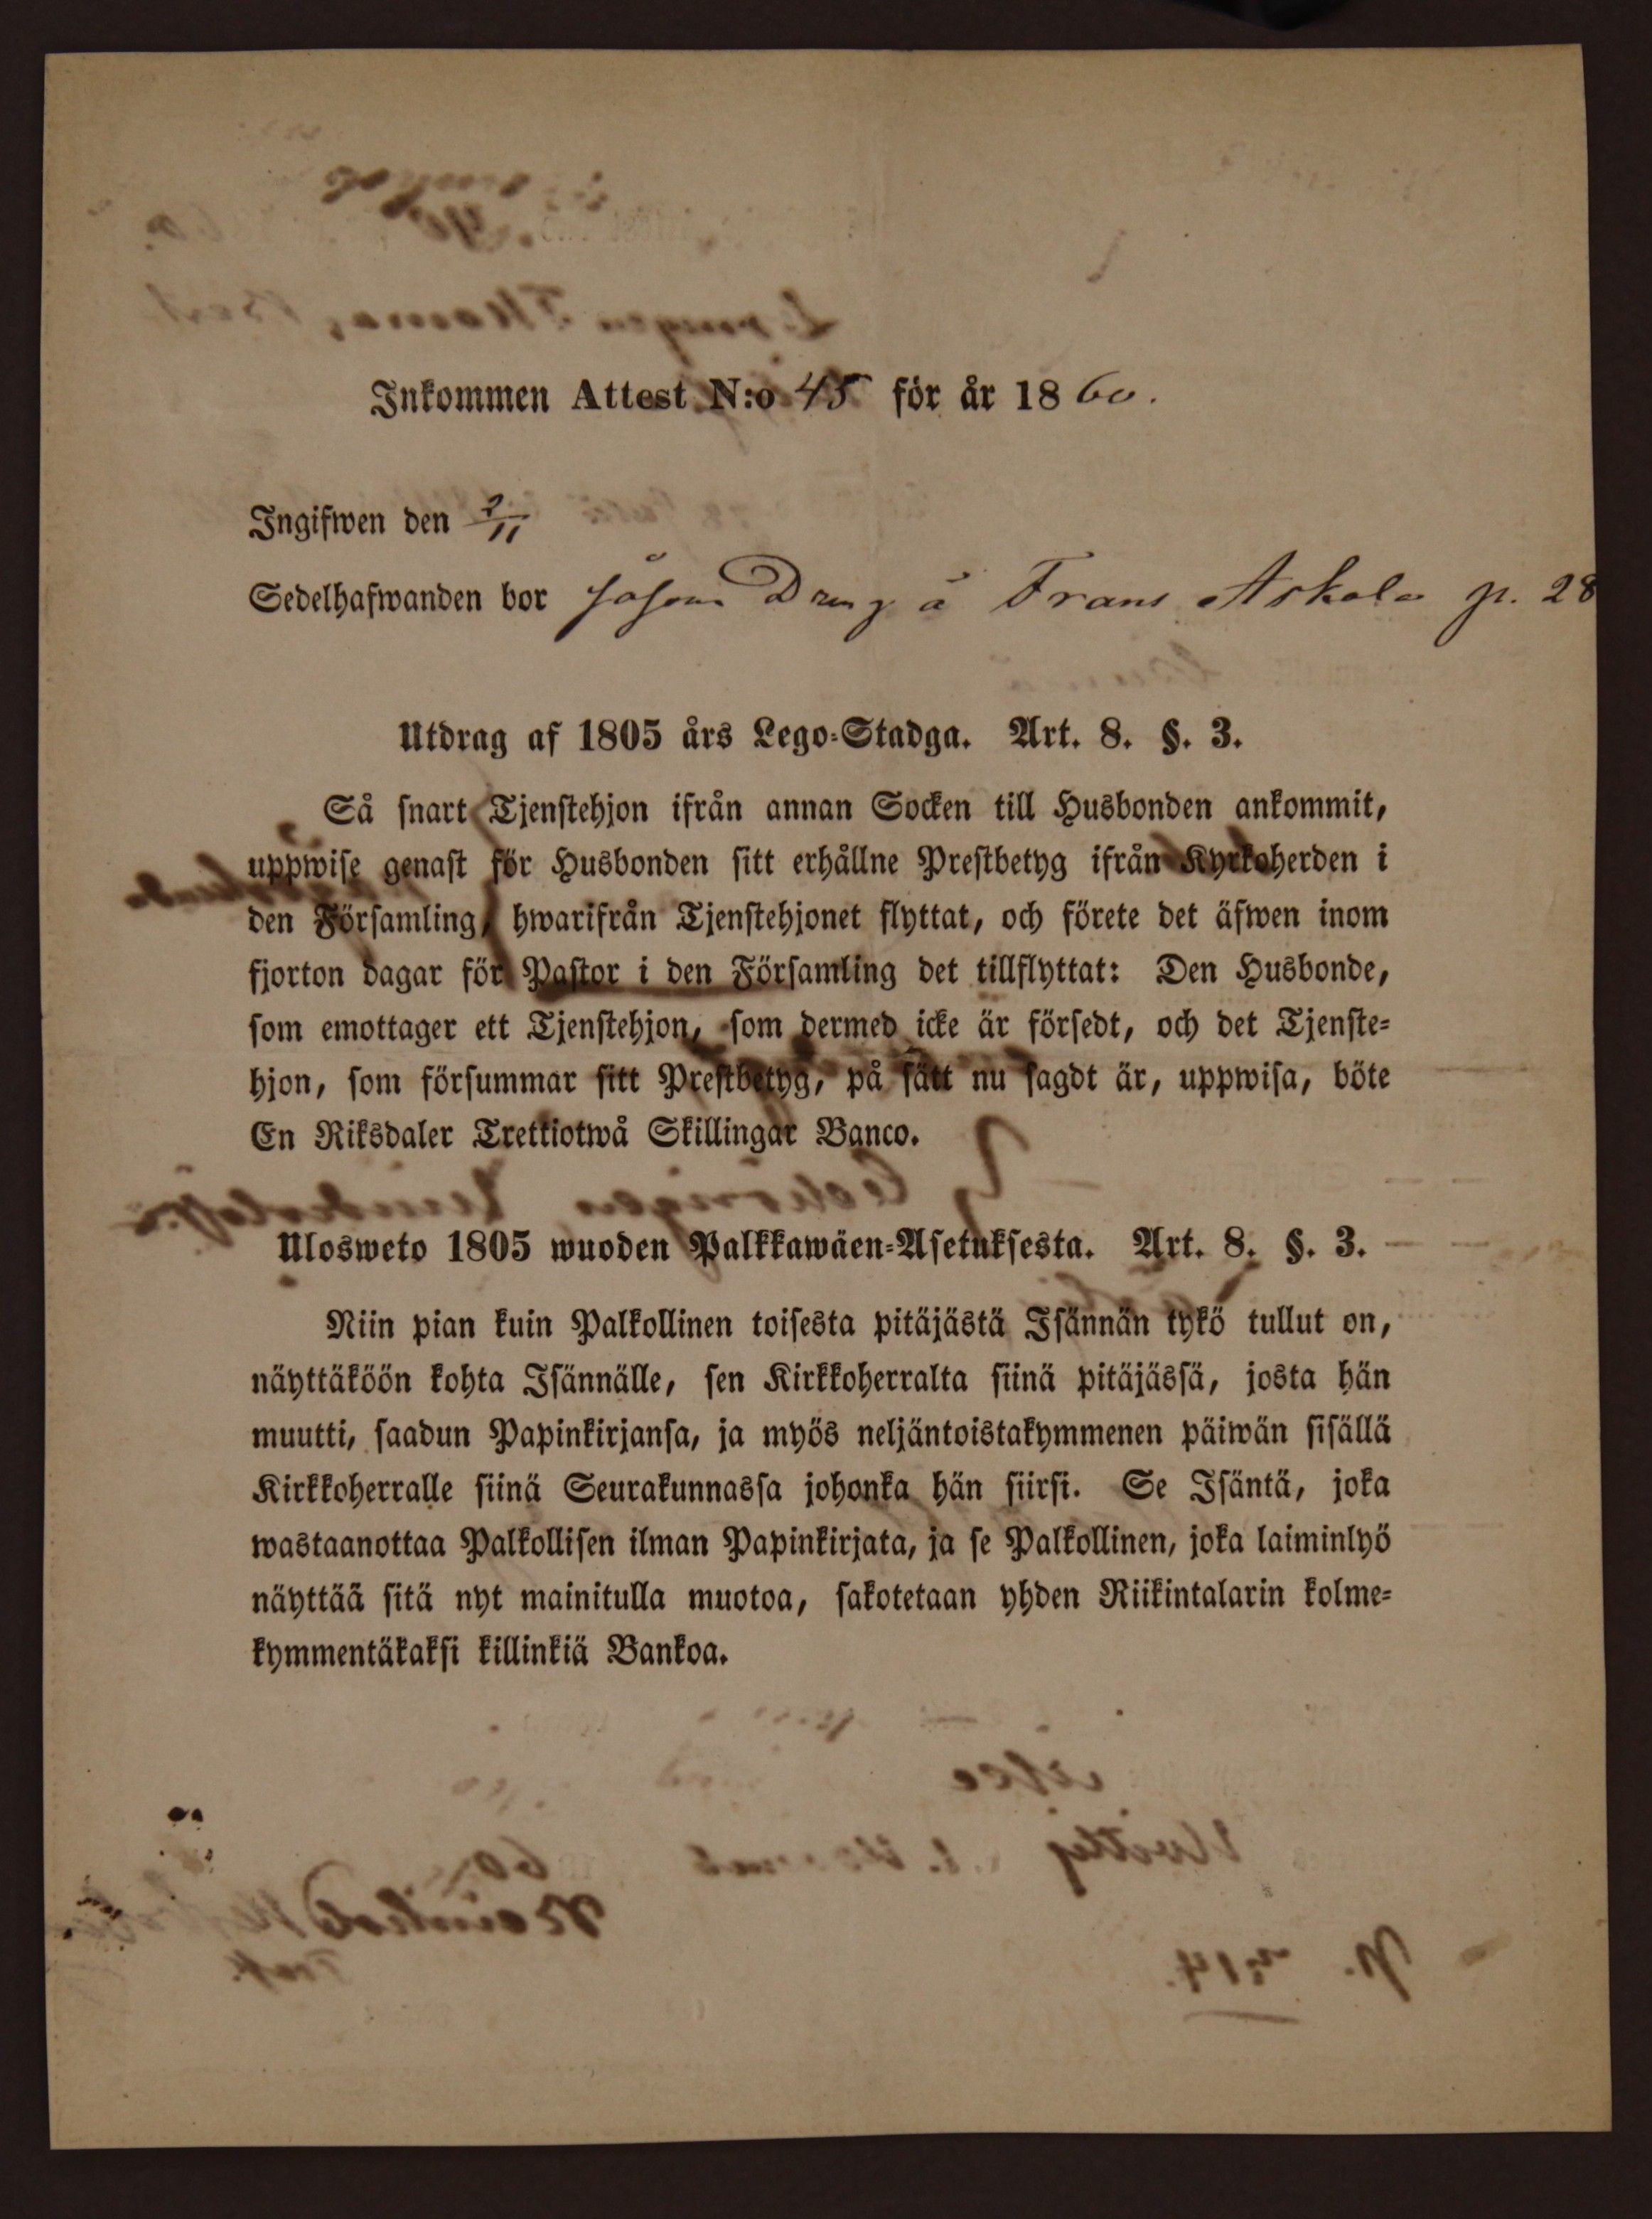 Inkommen Attest N:o 45 för år 1860.
Ingifwen den 2/11
Sedelhafwanden bor såsom Dreng å Frans Askola p. 28
Utdrag af 1805 års Lego-Stadga. Art. 8. §. 3.
Så snart Tjenstehjon ifrån annan Socken till Husbonden ankommit,
uppwise genast för Husbonden sitt erhållne Prestbetyg ifrån Kyrkoherden i
den Församling, hwarifrån Tjenstehjonet flyttat, och förete det äfwen inom
fjorton dagar för Pastor i den Församling det tillflyttat: Den Husbonde,
som emottager ett Tjenstehjon, som dermed icke är försedt, och det Tjenste-
hjon, som försummar sitt Prestbetyg, på sätt nu sagdt är, uppwisa, böte
En Riksdaler Trettiotwå Skillingar Banco.
Ulosweto 1805 wuoden Palkkawäen-Asetuksesta. Art. 8. §. 3.
Niin pian kuin Palkollinen toisesta pitäjästä Isännän tykö tullut on,
näyttäköön kohta Isännälle, sen Kirkkoherralta siinä pitäjässä, josta hän
muutti, saadun Papinkirjansa, ja myös neljäntoistakymmenen päiwän sisällä
Kirkkoherralle siinä Seurakunnassa johonka hän siirsi. Se Isäntä, joka
wastaanottaa Palkollisen ilman Papinkirjata, ja se Palkollinen, joka laiminlyö
näyttää sitä nyt mainitulla muotoa, sakotetaan yhden Riikintalarin kolme-
kymmentäkaksi killinkiä Bankoa.